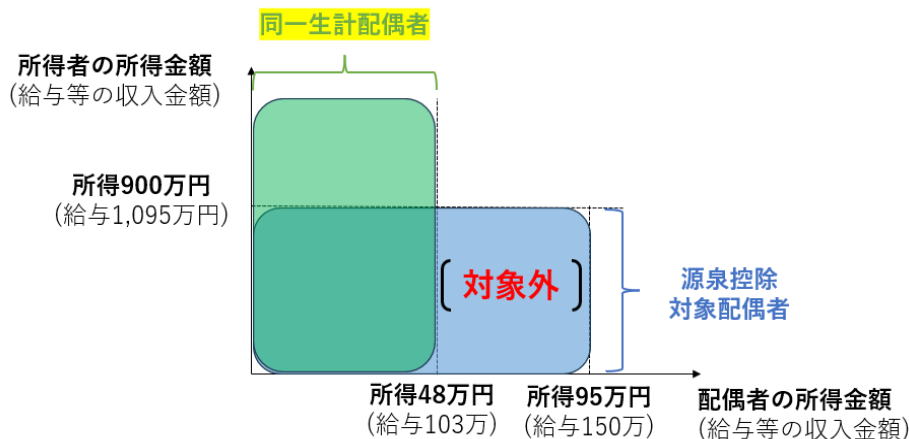 同一生計配偶者
所得者の所得金額
(給与等の収入金額)
所得900万円
(給与1,095万円)
[ 対象外 ]
源泉控除
対象配偶者
所得48万円
(給与103万)
所得95万円
(給与150万)
配偶者の所得金額
(給与等の収入金額)